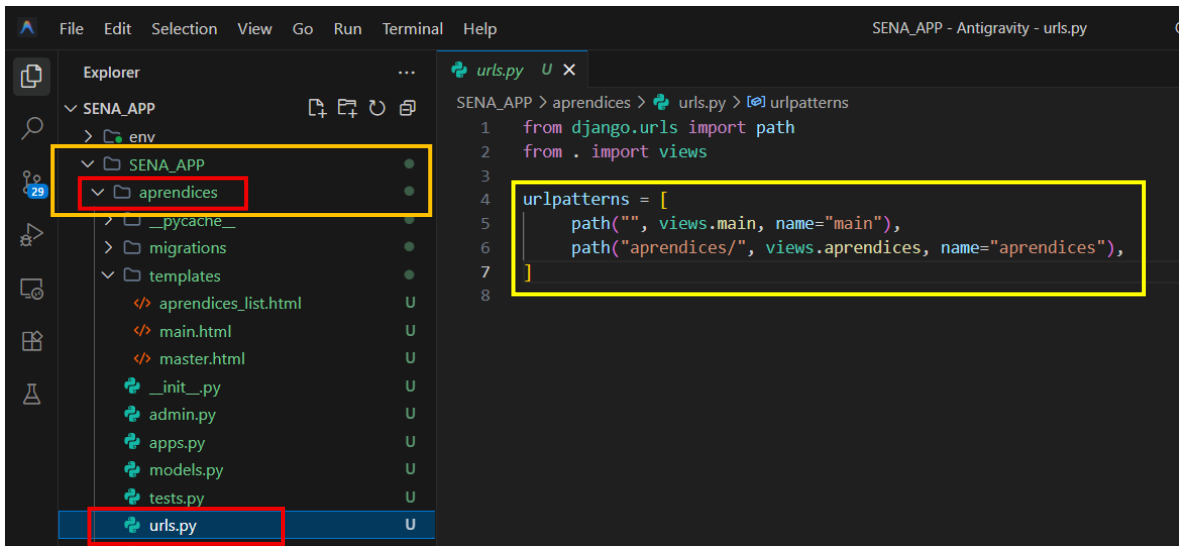 File Edit Selection View Go Run Terminal Help
SENA_APP - Antigravity - urls.py
Explorer
SENA_APP
env
SENA_APP
aprendices
__pycache__
migrations
templates
aprendices_list.html U
main.html U
master.html U
__init__.py U
admin.py U
apps.py U
models.py U
tests.py U
urls.py U
29
urls.py U
SENA_APP > aprendices > urls.py > urlpatterns
1 from django.urls import path
2 from . import views
3
4 urlpatterns = [
5 path("", views.main, name="main"),
6 path("aprendices/", views.aprendices, name="aprendices"),
7 ]
8